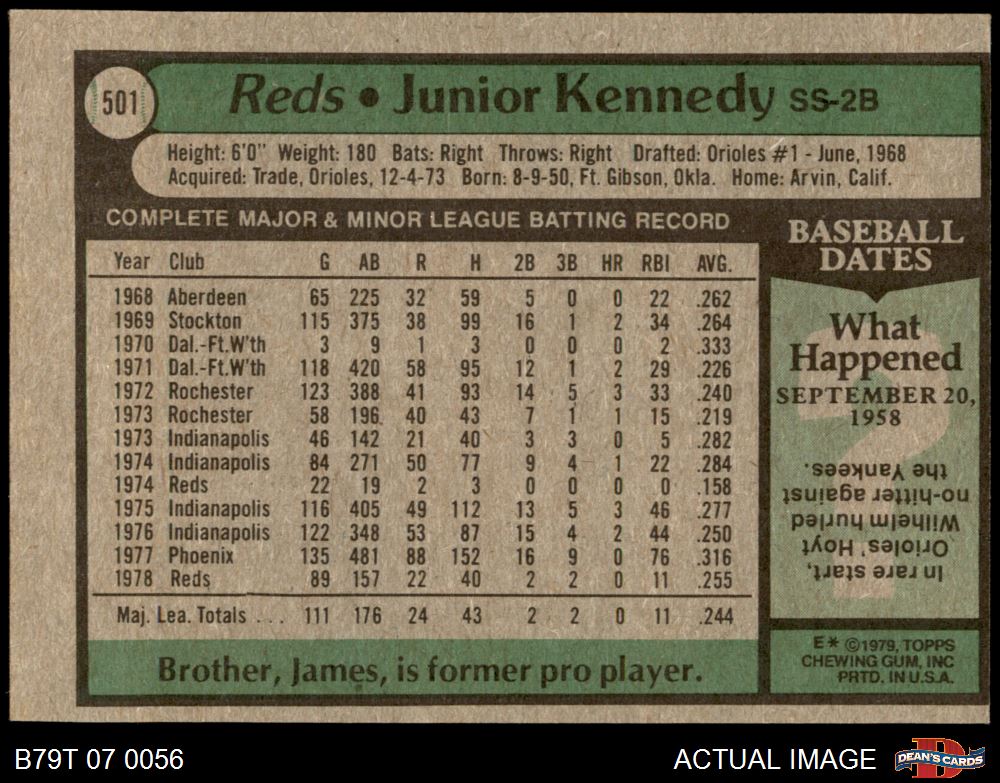 501
Reds • Junior Kennedy SS-2B
Height: 6'0" Weight: 180 Bats: Right Throws: Right Drafted: Orioles #1 - June, 1968
Acquired: Trade, Orioles, 12-4-73 Born: 8-9-50, Ft. Gibson, Okla. Home: Arvin, Calif.
COMPLETE MAJOR & MINOR LEAGUE BATTING RECORD
Year Club G AB R H 2B 3B HR RBI AVG.
1968 Aberdeen 65 225 32 59 5 0 0 22 .262
1969 Stockton 115 375 38 99 16 1 2 34 .264
1970 Dal.-Ft.W'th 3 9 1 3 0 0 0 2 .333
1971 Dal.-Ft.W'th 118 420 58 95 12 1 2 29 .226
1972 Rochester 123 388 41 93 14 5 3 33 .240
1973 Rochester 58 196 40 43 7 1 1 15 .219
1973 Indianapolis 46 142 21 40 3 3 0 5 .282
1974 Indianapolis 84 271 50 77 9 4 1 22 .284
1974 Reds 22 19 2 3 0 0 0 0 .158
1975 Indianapolis 116 405 49 112 13 5 3 46 .277
1976 Indianapolis 122 348 53 87 15 4 2 44 .250
1977 Phoenix 135 481 88 152 16 9 0 76 .316
1978 Reds 89 157 22 40 2 2 0 11 .255
Maj. Lea. Totals . . . 111 176 24 43 2 2 0 11 .244
Brother, James, is former pro player.
BASEBALL
DATES
What
Happened
SEPTEMBER 20,
1958
In rare start,
Orioles' Hoyt
Wilhelm hurled
no-hitter against
the Yankees.
E* ©1979, TOPPS
CHEWING GUM, INC
PRTD. IN U.S.A.
B79T 07 0056
ACTUAL IMAGE
D
DEAN'S CARDS